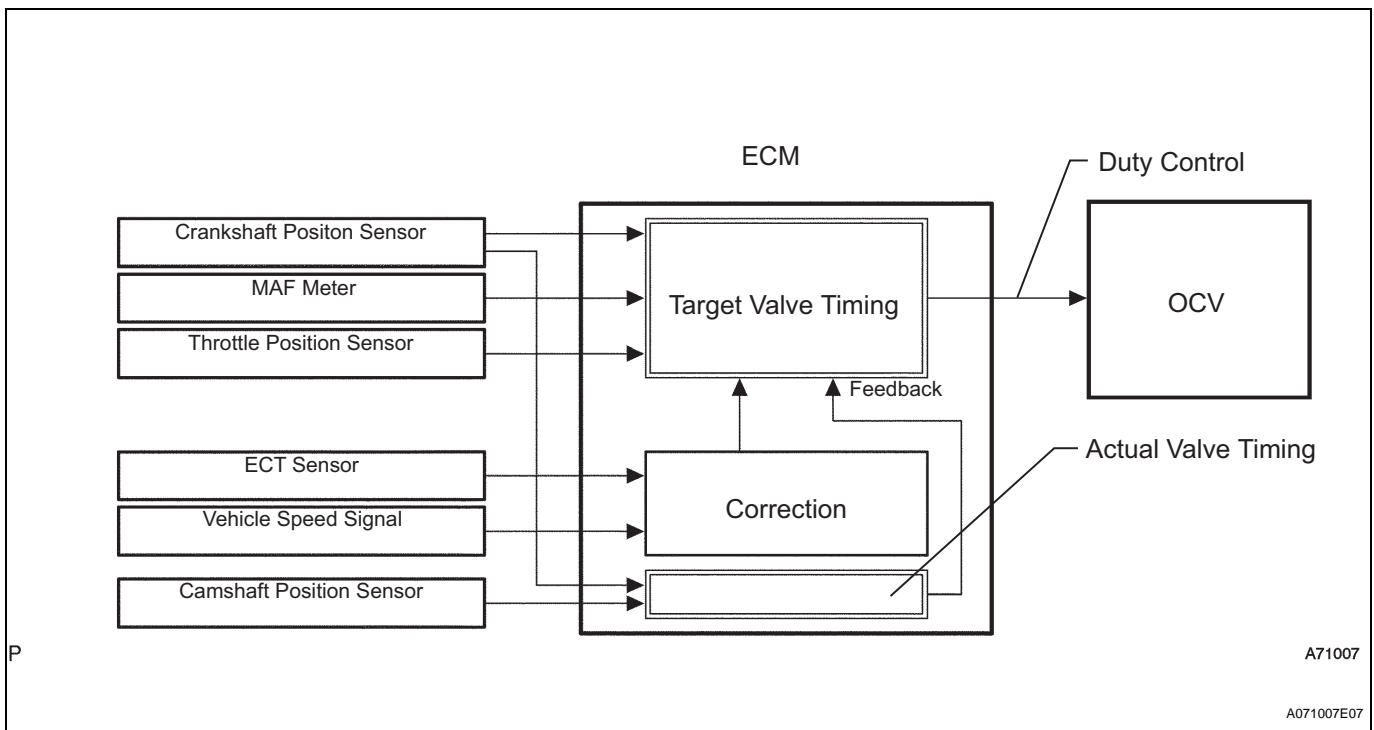 ECM
Duty Control
Crankshaft Positon Sensor
MAF Meter
Throttle Position Sensor
Target Valve Timing
OCV
Feedback
ECT Sensor
Vehicle Speed Signal
Camshaft Position Sensor
Correction
Actual Valve Timing
P
A71007
A071007E07